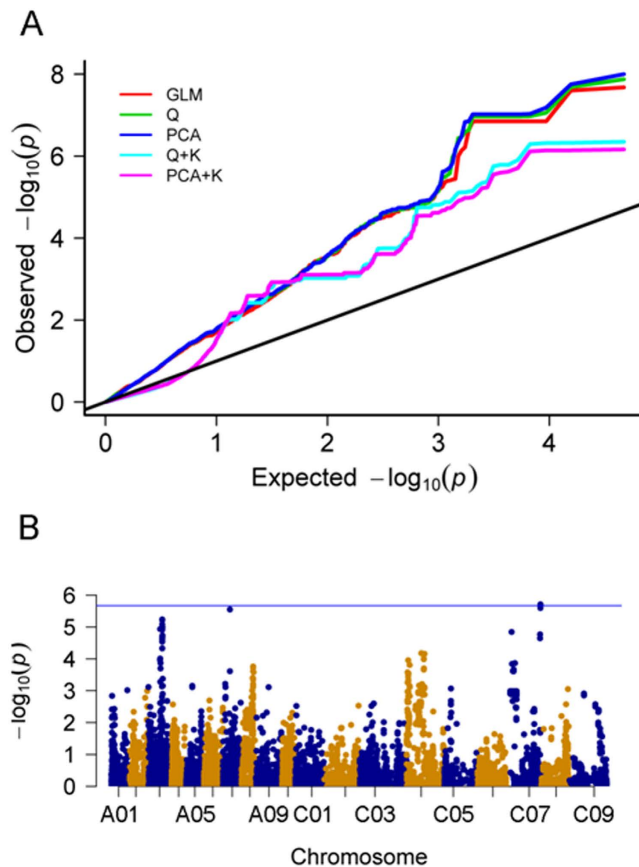 A
Observed −log10(p)
8
6
4
2
0
GLM
Q
PCA
Q+K
PCA+K
0 1 2 3 4
Expected −log10(p)
B
−log10(p)
6
5
4
3
2
1
0
A01 A05 A09 C01 C03 C05 C07 C09
Chromosome